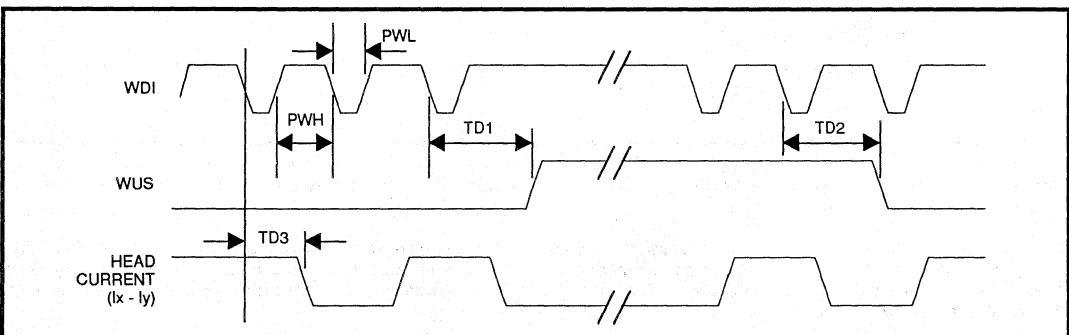 PWL
WDI
PWH
TD1
TD2
WUS
TD3
HEAD
CURRENT
(Ix - Iy)